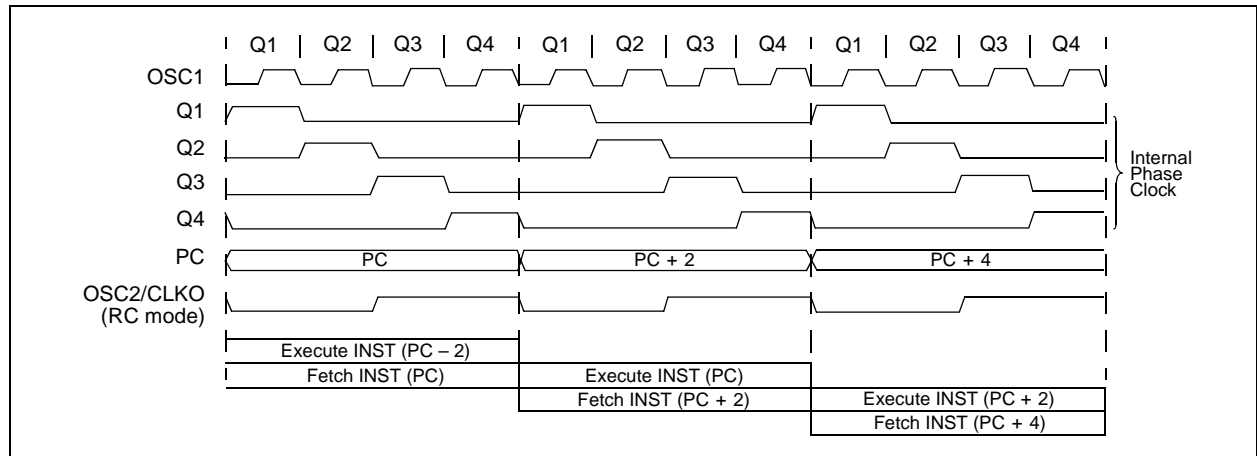 Q1 Q2 Q3 Q4 Q1 Q2 Q3 Q4 Q1 Q2 Q3 Q4
OSC1
Q1
Q2
Q3
Q4
Internal
Phase
Clock
PC PC PC + 2 PC + 4
OSC2/CLKO
(RC mode)
Execute INST (PC – 2)
Fetch INST (PC) Execute INST (PC)
Fetch INST (PC + 2) Execute INST (PC + 2)
Fetch INST (PC + 4)